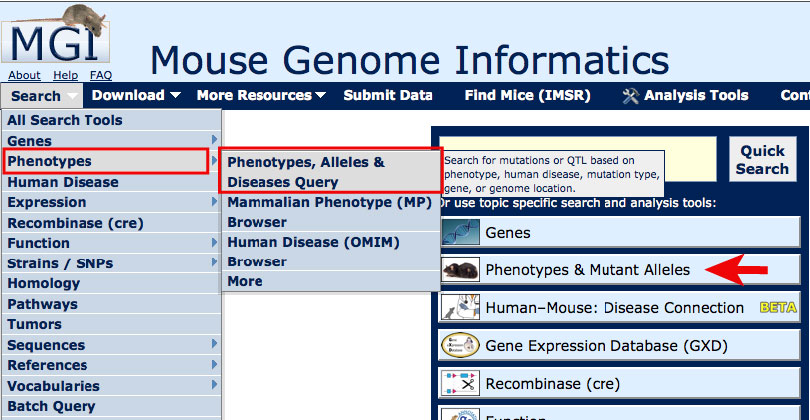 MGI
About Help FAQ
Mouse Genome Informatics
Search Download More Resources Submit Data Find Mice (IMSR) Analysis Tools
All Search Tools
Genes
Phenotypes
Human Disease
Expression
Recombinase (cre)
Function
Strains / SNPs
Homology
Pathways
Tumors
Sequences
References
Vocabularies
Batch Query
Phenotypes, Alleles &
Diseases Query
Mammalian Phenotype (MP)
Browser
Human Disease (OMIM)
Browser
More
Search for mutations or QTL based on
phenotype, human disease, mutation type,
gene, or genome location.
Quick
Search
Or use topic specific search and analysis tools:
Genes
Phenotypes & Mutant Alleles
Human–Mouse: Disease Connection BETA
Gene Expression Database (GXD)
Recombinase (cre)
Function